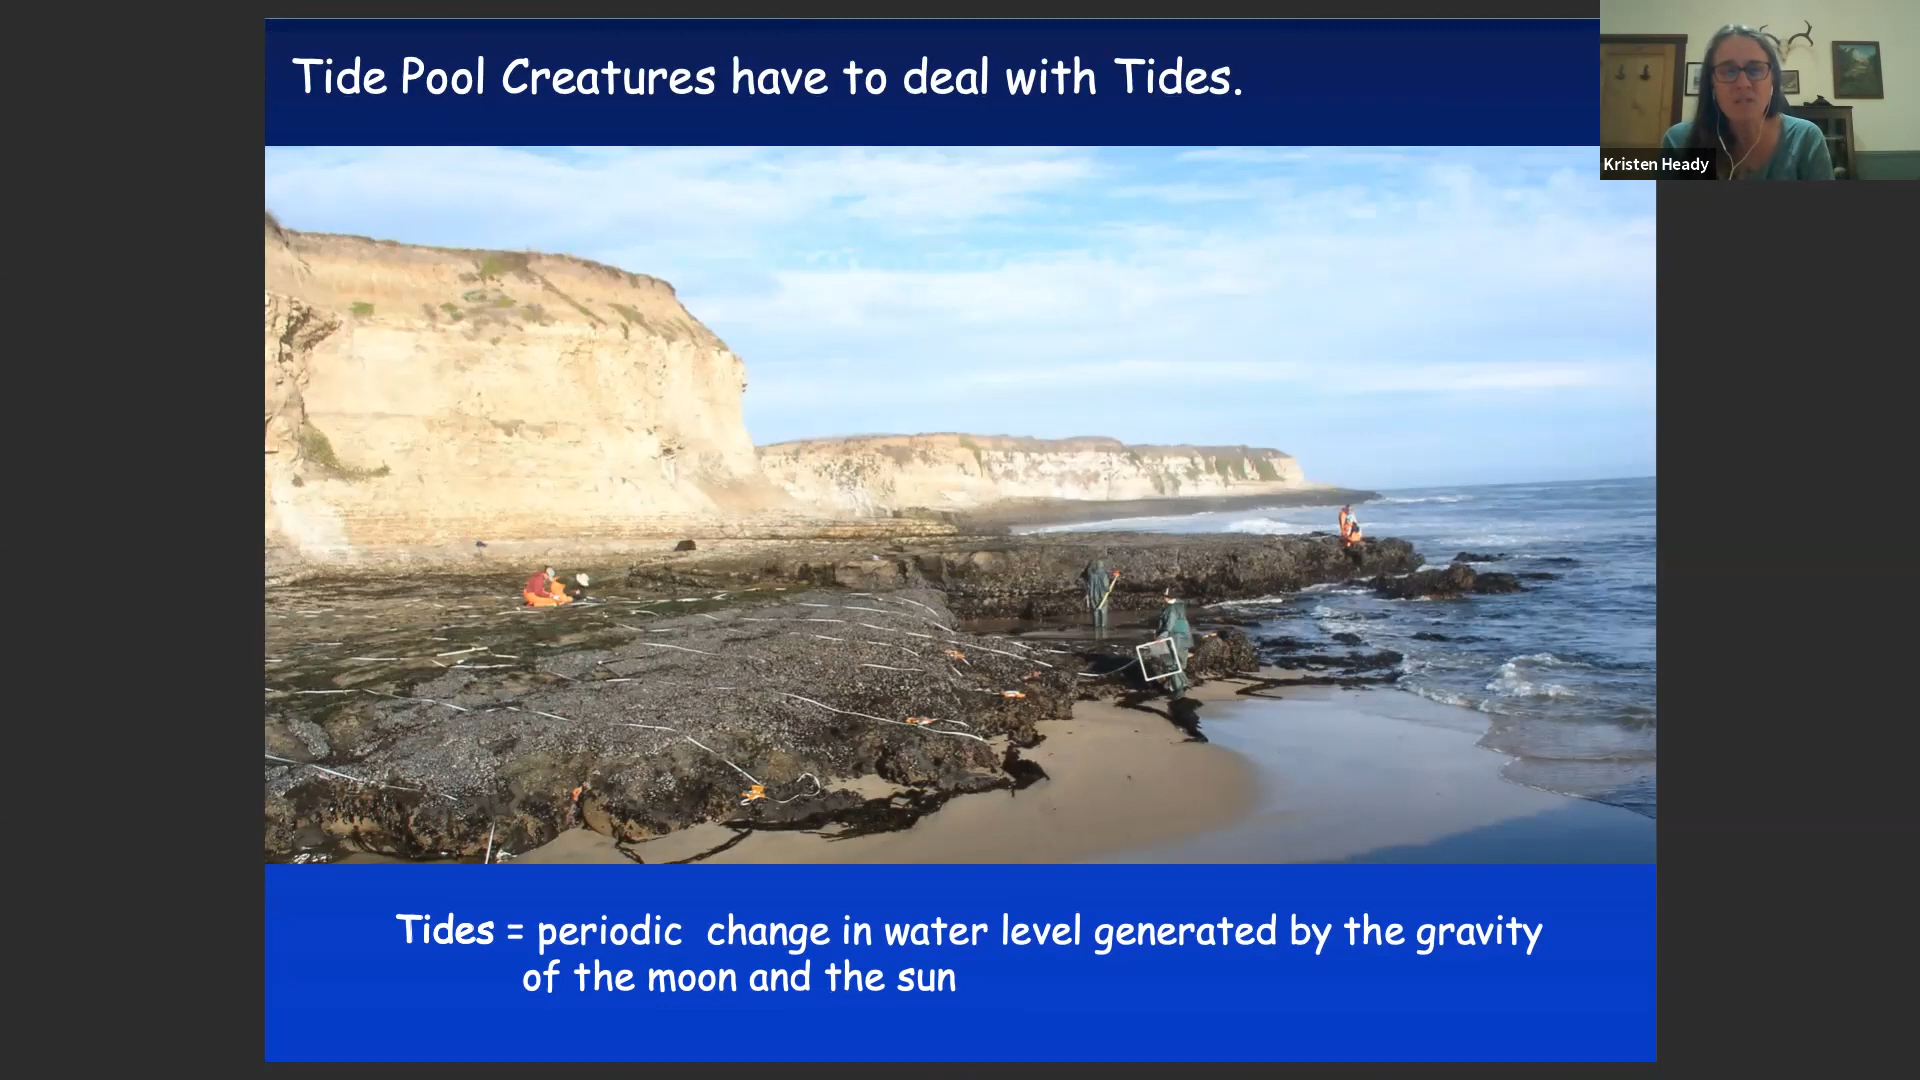 Tide Pool Creatures have to deal with Tides.
Kristen Heady
Tides = periodic change in water level generated by the gravity
of the moon and the sun